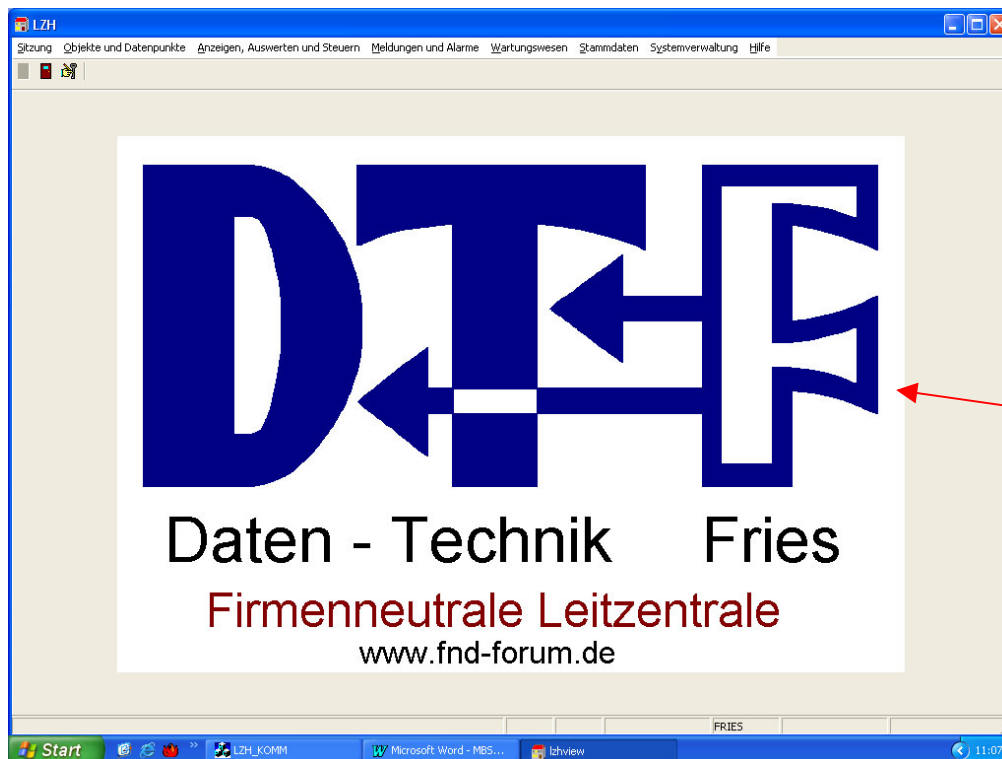 LZH
Sitzung Objekte und Datenpunkte Anzeigen, Auswerten und Steuern Meldungen und Alarme Wartungswesen Stammdaten Systemverwaltung Hilfe
DTF
Daten - Technik Fries
Firmenneutrale Leitzentrale
www.fnd-forum.de
FRIES
Start » LZH_KOMM Microsoft Word - MBS... lzhview 11:07